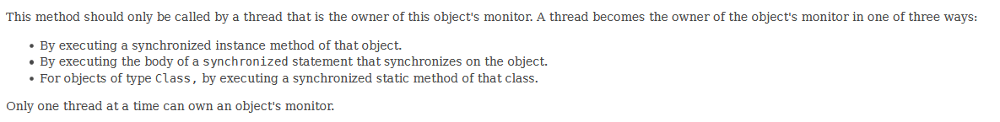 This method should only be called by a thread that is the owner of this object's monitor. A thread becomes the owner of the object's monitor in one of three ways:
• By executing a synchronized instance method of that object.
• By executing the body of a synchronized statement that synchronizes on the object.
• For objects of type Class, by executing a synchronized static method of that class.
Only one thread at a time can own an object's monitor.